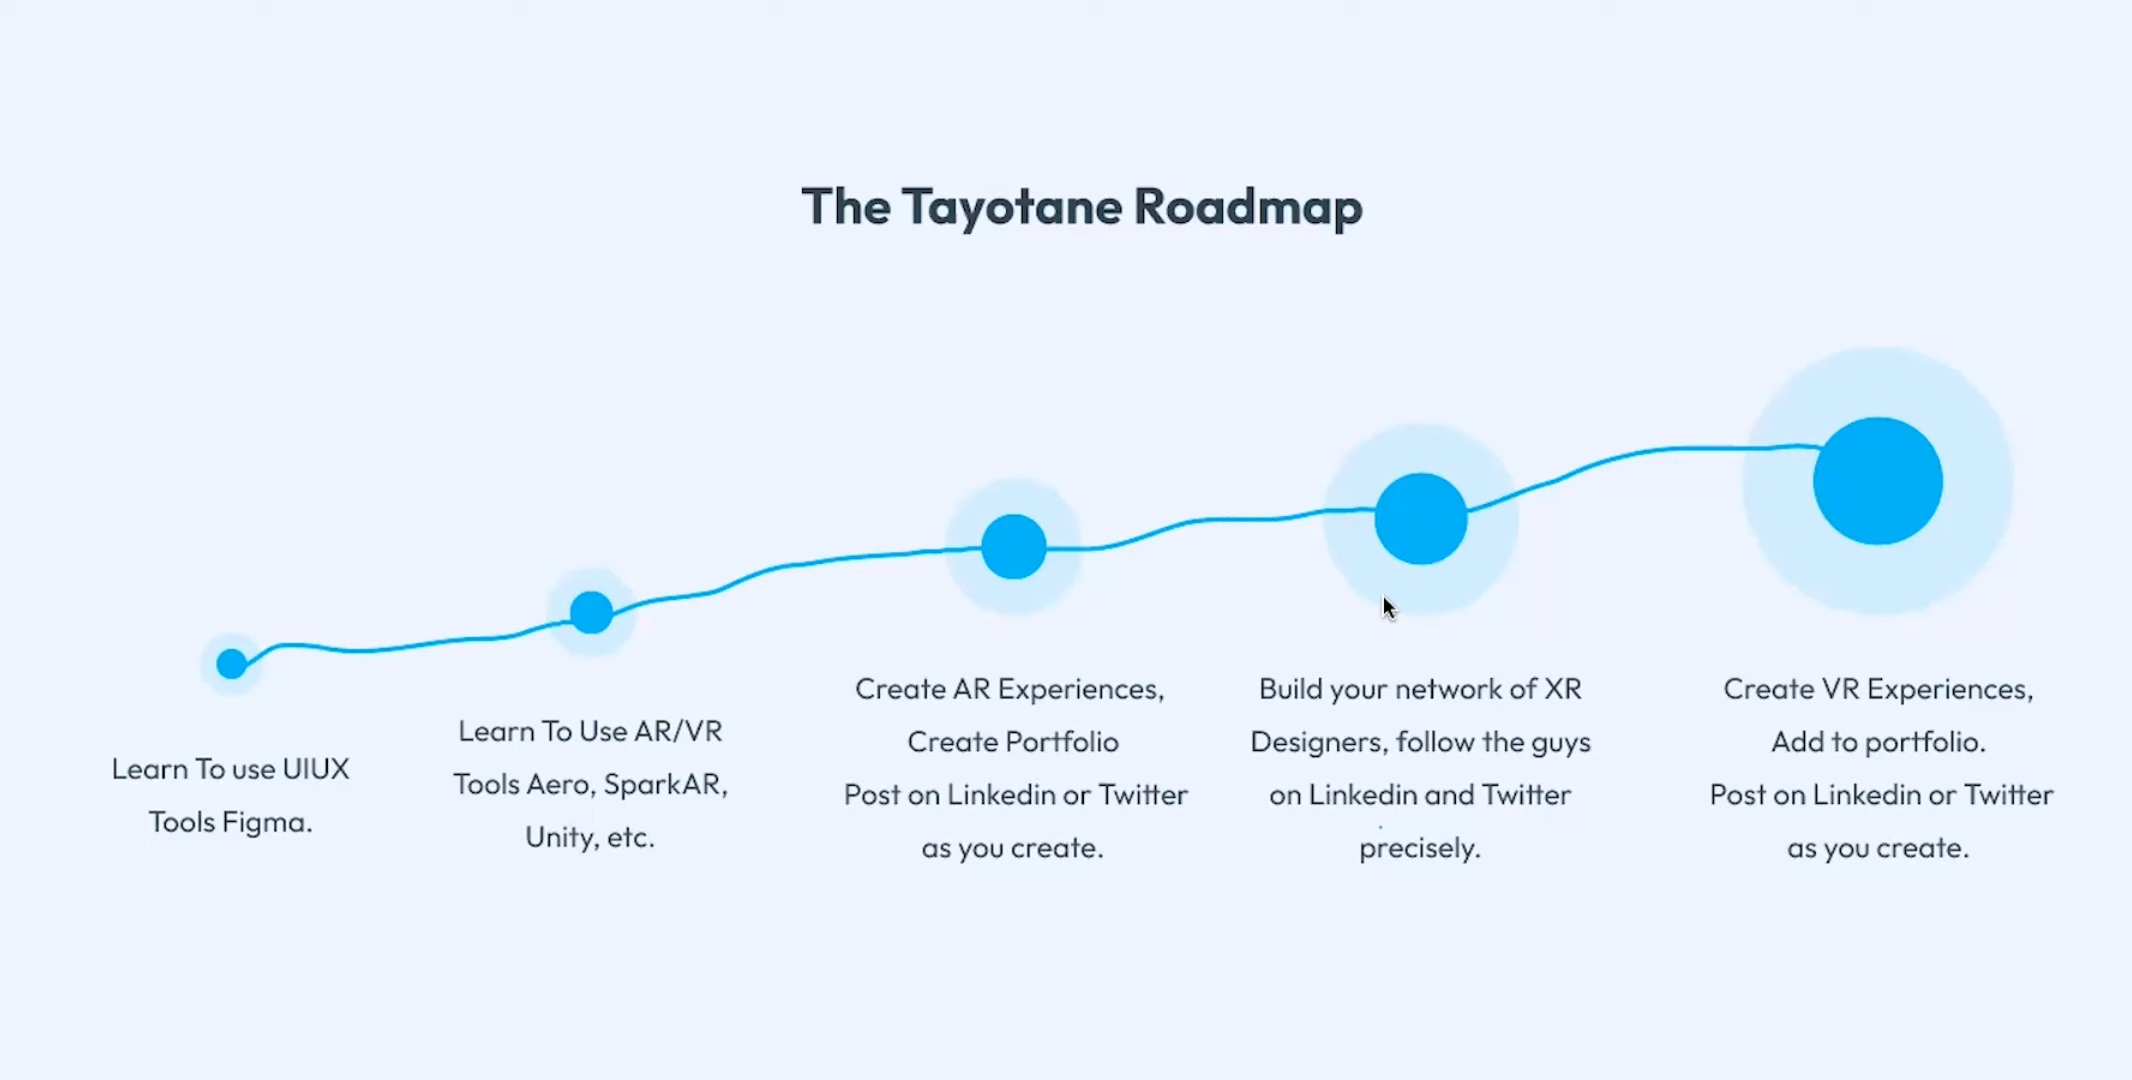 The Tayotane Roadmap
Learn To use UIUX
Tools Figma.
Learn To Use AR/VR
Tools Aero, SparkAR,
Unity, etc.
Create AR Experiences,
Create Portfolio
Post on Linkedin or Twitter
as you create.
Build your network of XR
Designers, follow the guys
on Linkedin and Twitter
precisely.
Create VR Experiences,
Add to portfolio.
Post on Linkedin or Twitter
as you create.